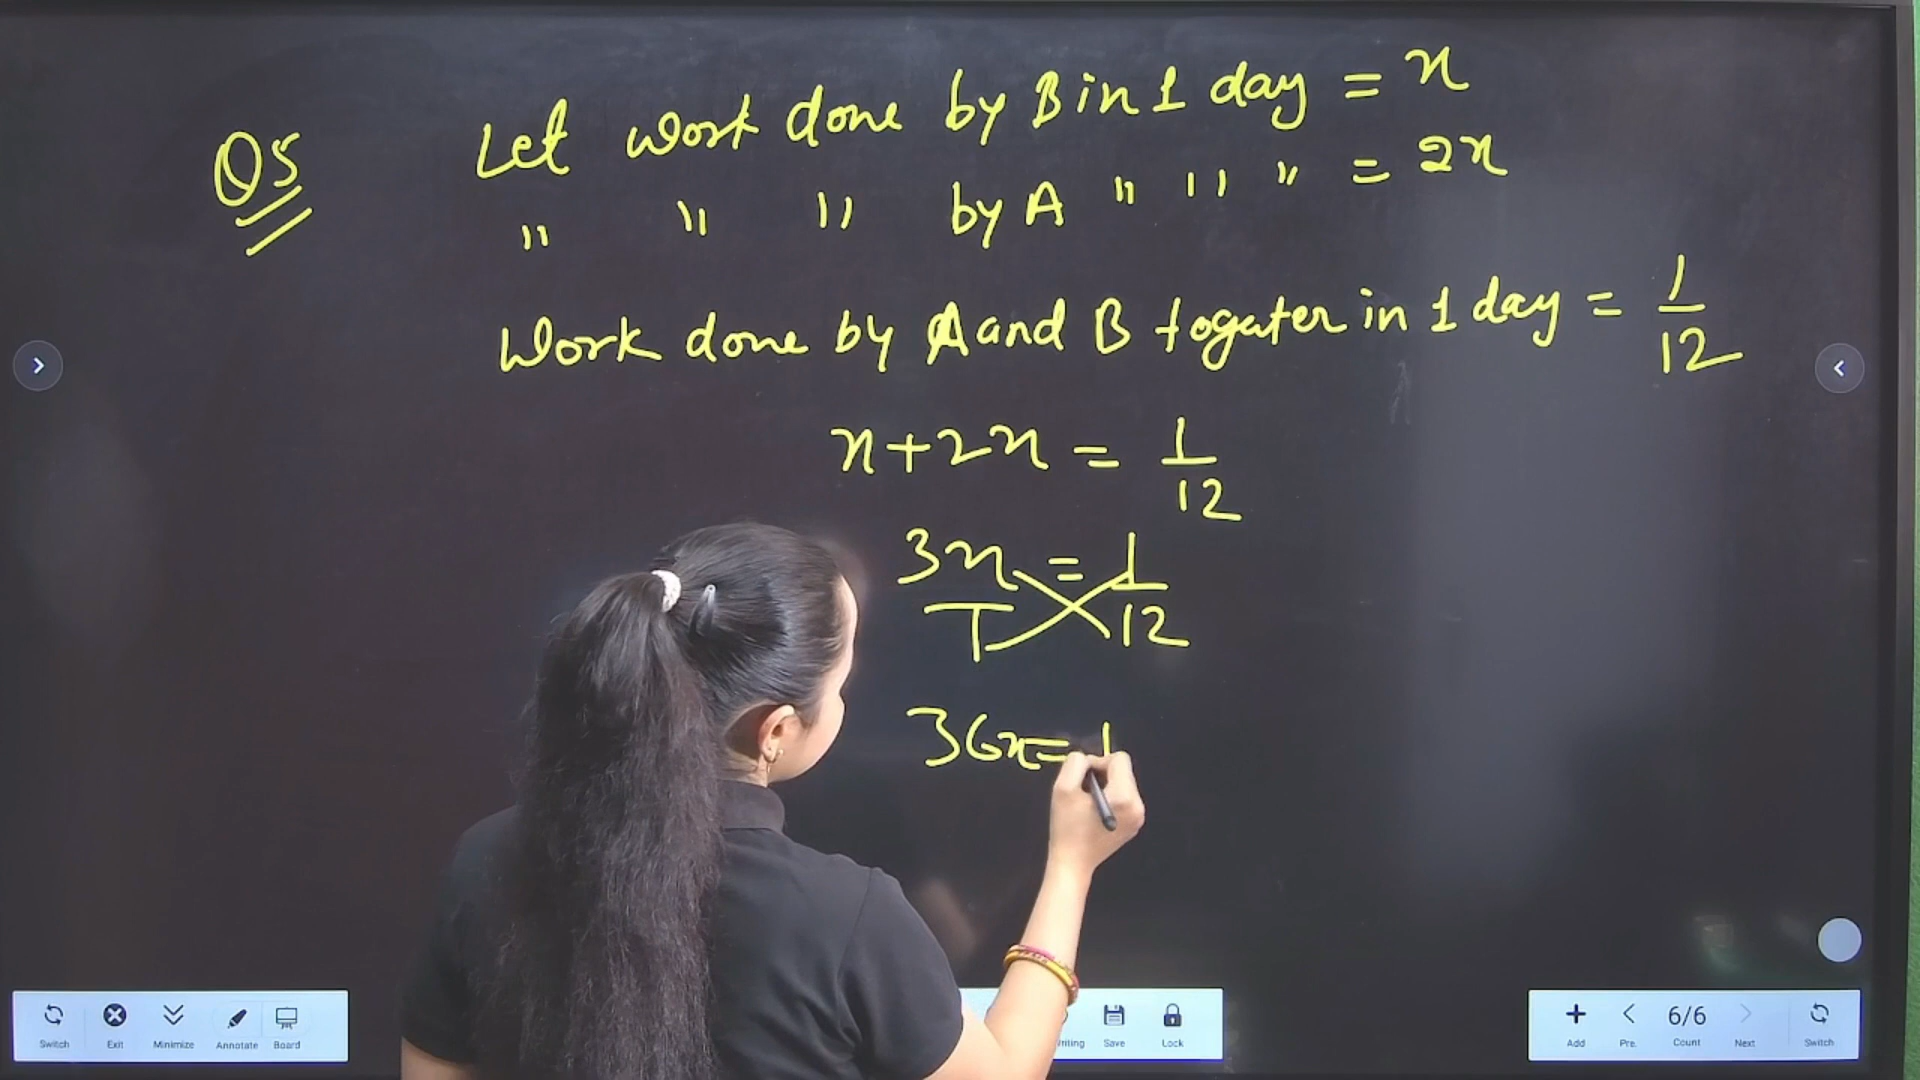 Q5
Let work done by B in 1 day = x
" " " by A " " " = 2x
Work done by A and B togater in 1 day = 1/12
x + 2x = 1/12
3x/1 = 1/12
36x = 1
Switch Exit Minimize Annotate Board
Save Lock
Add Pre. 6/6 Count Next Switch